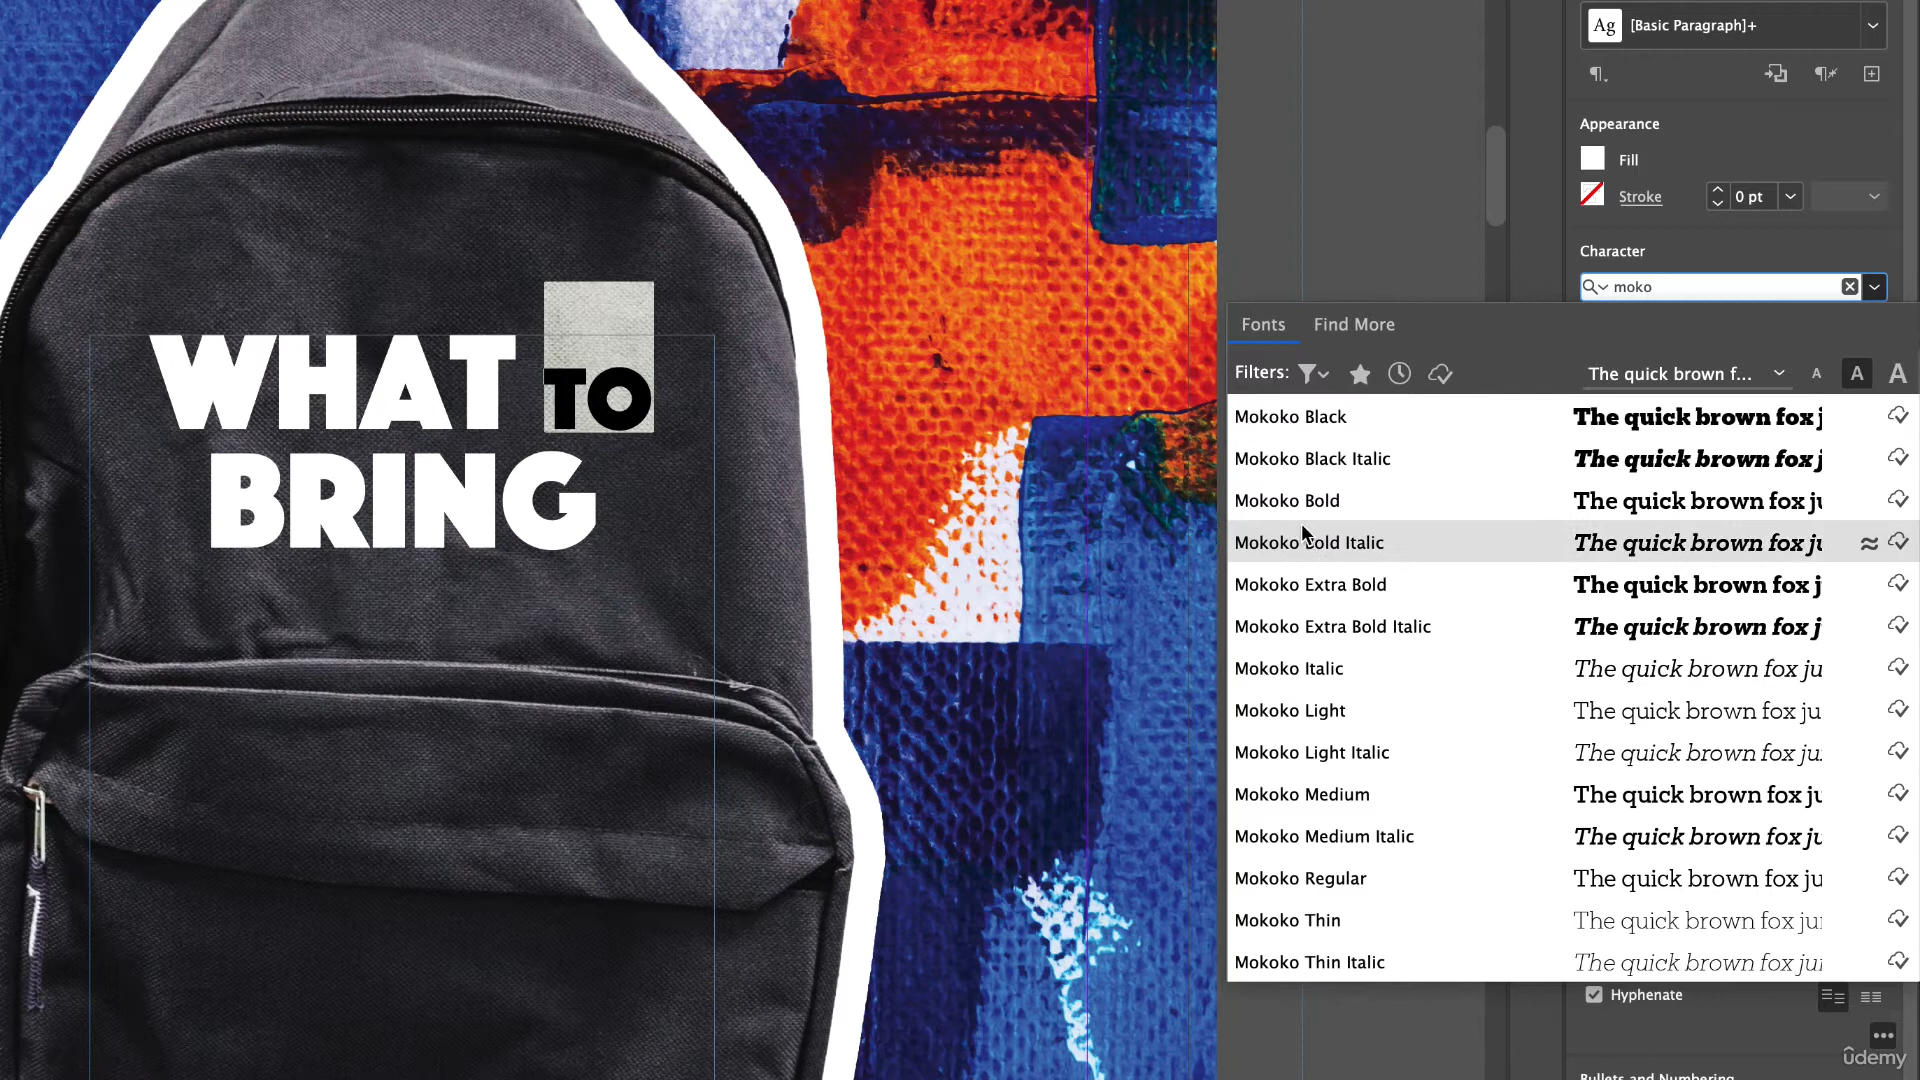 [Basic Paragraph]+
Appearance
Fill
Stroke
0 pt
Character
moko
Fonts
Find More
Filters:
The quick brown f...
A
A
A
Mokoko Black
The quick brown fox j
Mokoko Black Italic
The quick brown fox j
Mokoko Bold
The quick brown fox ju
Mokoko Bold Italic
The quick brown fox ju
Mokoko Extra Bold
The quick brown fox j
Mokoko Extra Bold Italic
The quick brown fox j
Mokoko Italic
The quick brown fox ju
Mokoko Light
The quick brown fox ju
Mokoko Light Italic
The quick brown fox ju
Mokoko Medium
The quick brown fox ju
Mokoko Medium Italic
The quick brown fox ju
Mokoko Regular
The quick brown fox ju
Mokoko Thin
The quick brown fox ju
Mokoko Thin Italic
The quick brown fox ju
Hyphenate
Bullets and Numbering
WHAT TO
BRING
Ag
udemy